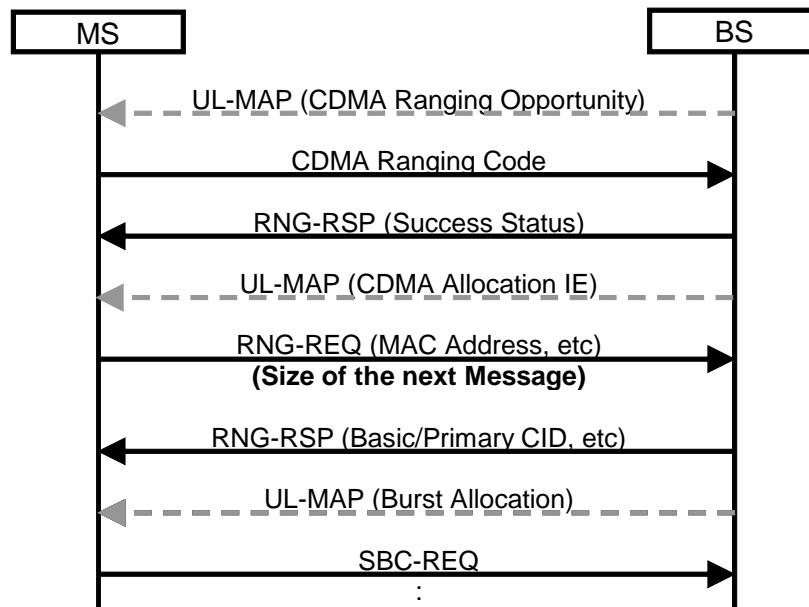 MS
BS
UL-MAP (CDMA Ranging Opportunity)
CDMA Ranging Code
RNG-RSP (Success Status)
UL-MAP (CDMA Allocation IE)
RNG-REQ (MAC Address, etc)
(Size of the next Message)
RNG-RSP (Basic/Primary CID, etc)
UL-MAP (Burst Allocation)
SBC-REQ
: